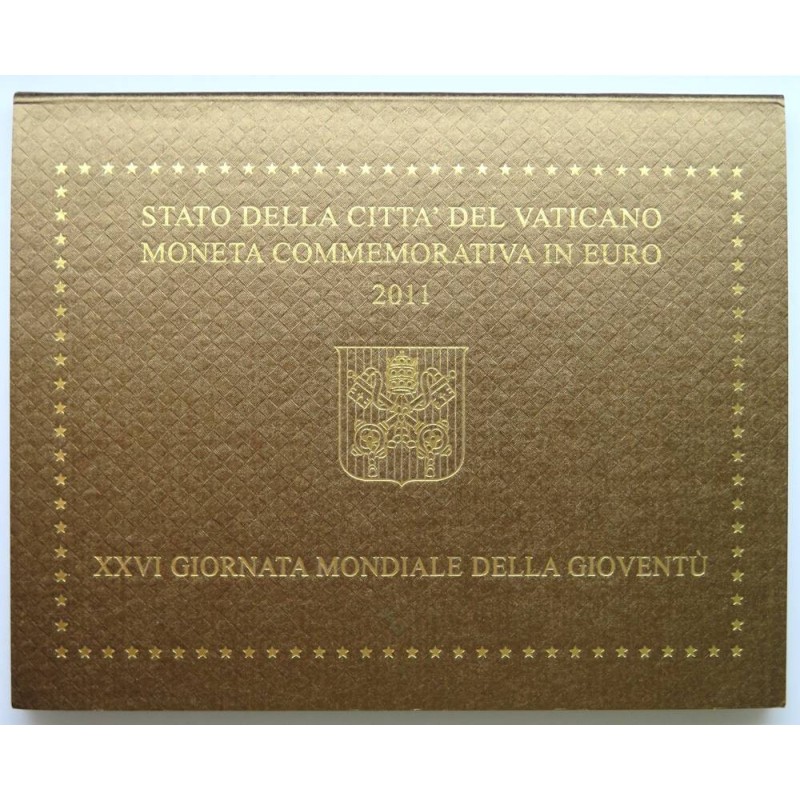 STATO DELLA CITTA' DEL VATICANO
MONETA COMMEMORATIVA IN EURO
2011
XXVI GIORNATA MONDIALE DELLA GIOVENTÙ